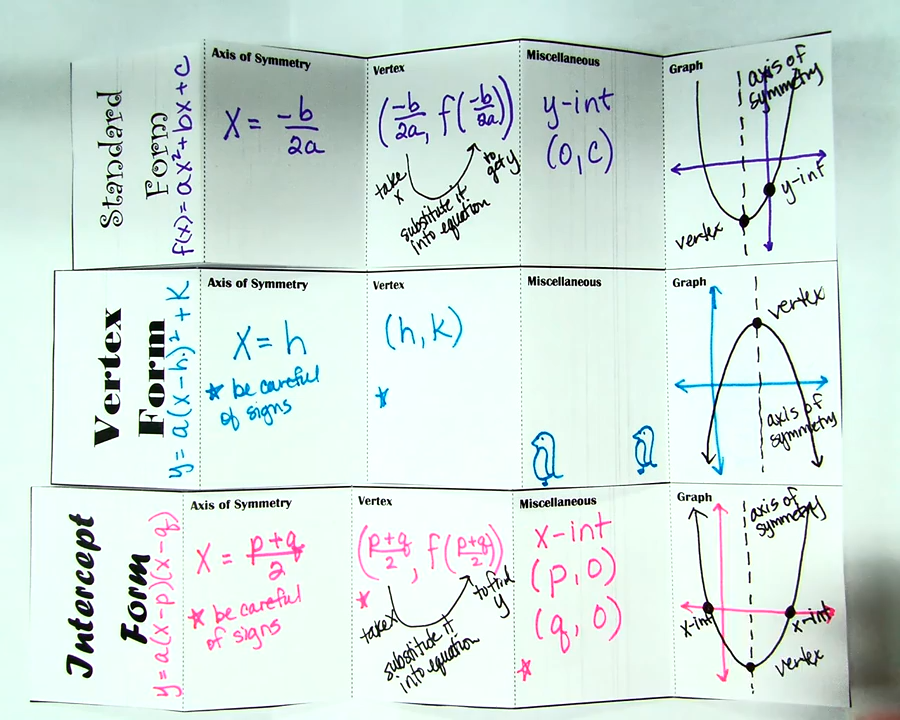 Standard
Form
f(x) = ax² + bx + c
Axis of Symmetry
x = -b/2a
Vertex
(-b/2a, f(-b/2a))
take
x
substitute it
into equation
to
get y
Miscellaneous
y-int
(0, c)
Graph
axis of
symmetry
y-int
vertex
Vertex
Form
y = a(x-h)² + k
Axis of Symmetry
x = h
★ be careful
of signs
Vertex
(h, k)
★
Miscellaneous
Graph
vertex
axis of
symmetry
Intercept
Form
y = a(x-p)(x-q)
Axis of Symmetry
x = p+q/2
★ be careful
of signs
Vertex
(p+q/2, f(p+q/2))
★
take x
substitute it
into equation
to find
y
Miscellaneous
x-int
(p, 0)
(q, 0)
★
Graph
axis of
symmetry
x-int
x-int
vertex